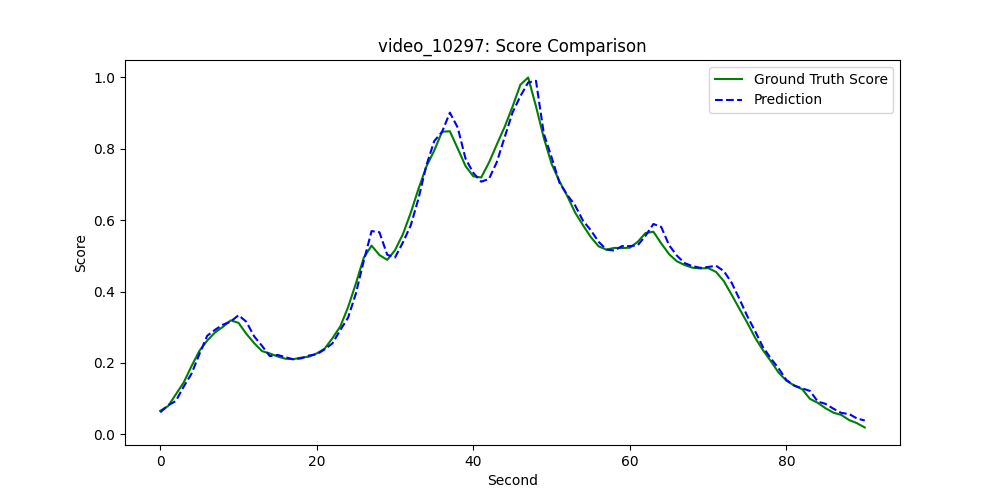 video_10297: Score Comparison
Ground Truth Score
Prediction
Score
1.0
0.8
0.6
0.4
0.2
0.0
0 20 40 60 80
Second